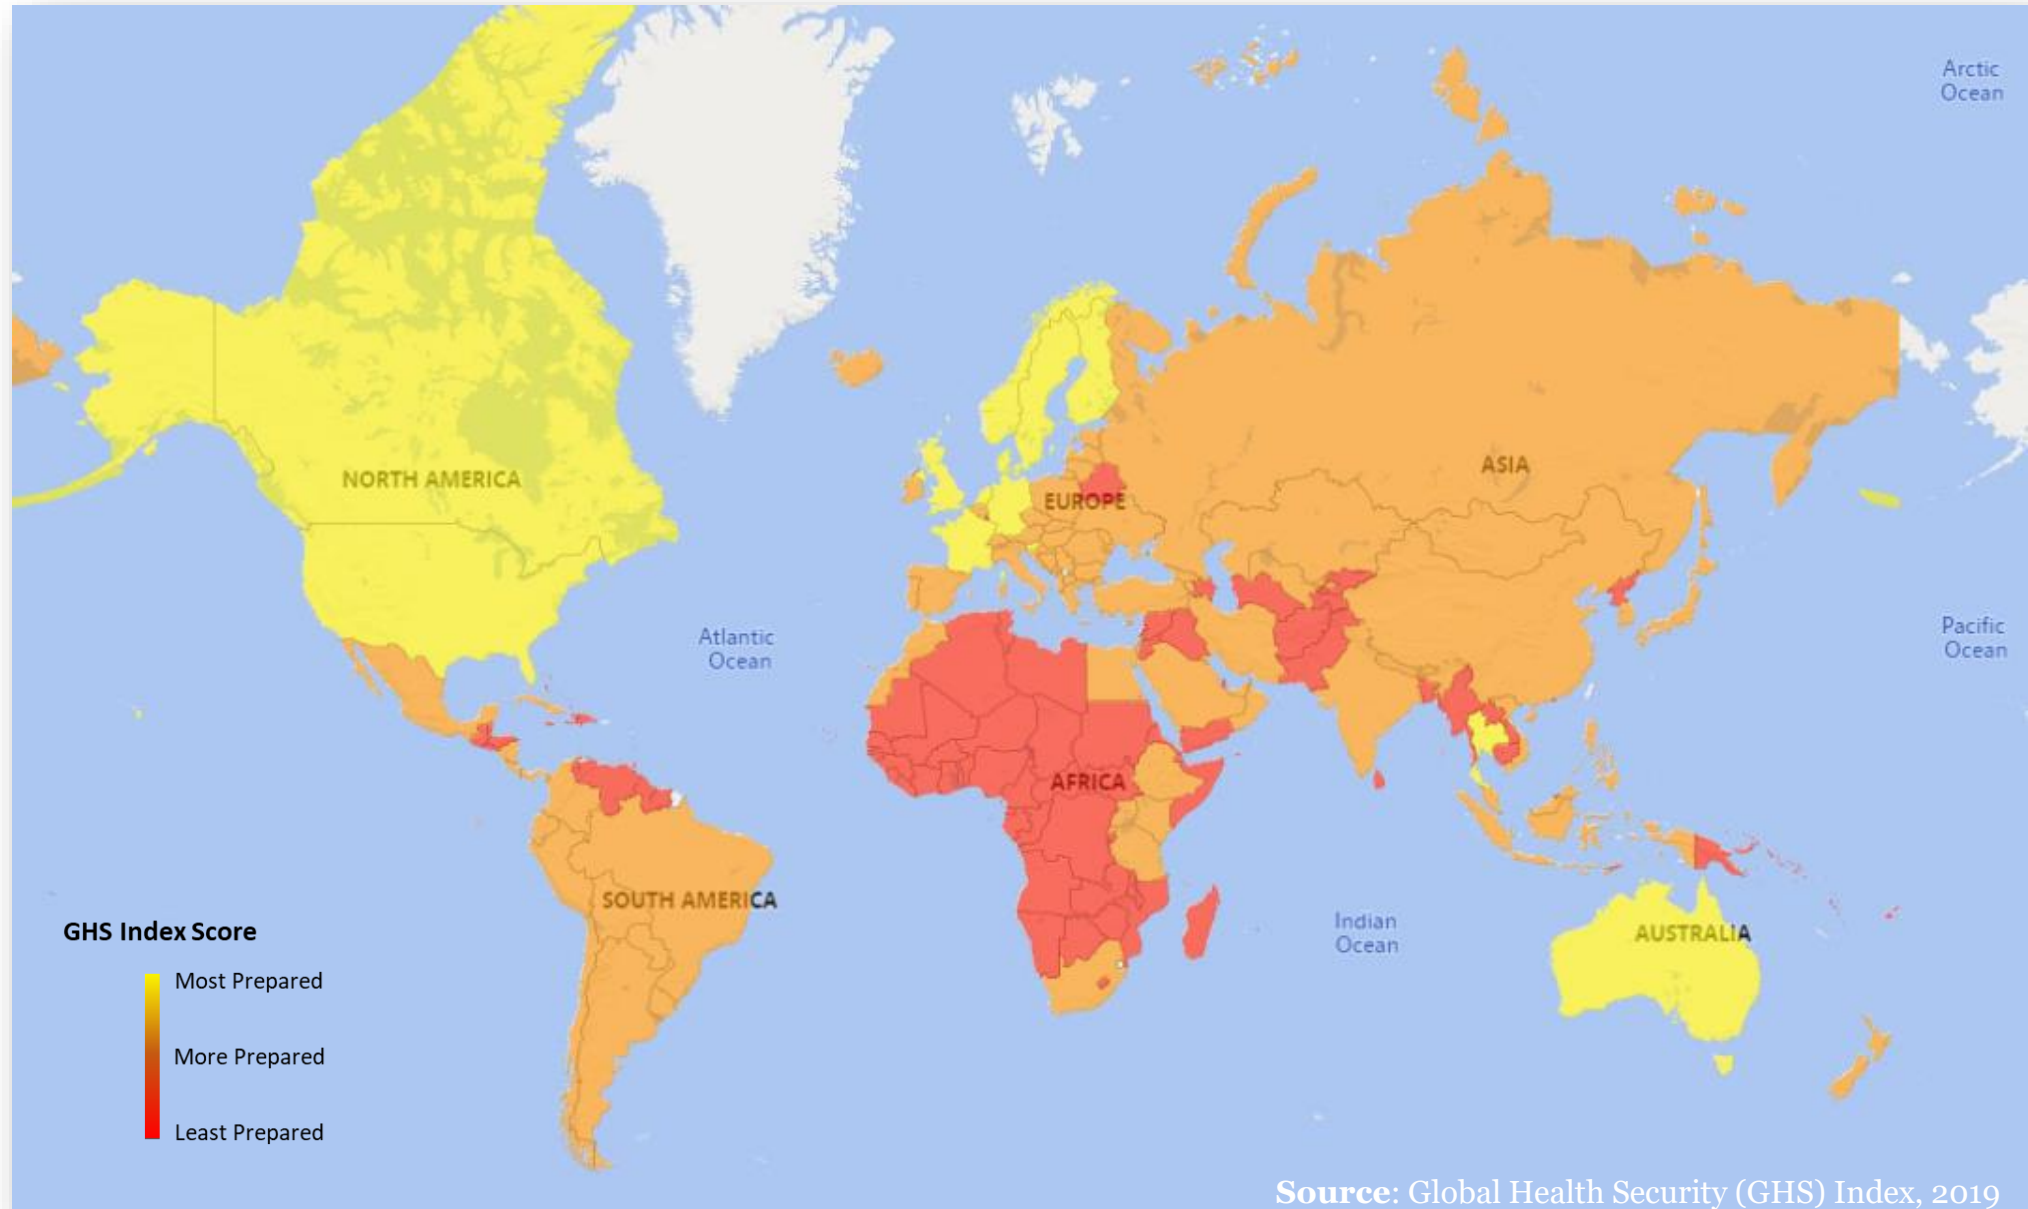 Arctic
Ocean
NORTH AMERICA
ASIA
EUROPE
Atlantic
Ocean
Pacific
Ocean
AFRICA
SOUTH AMERICA
Indian
Ocean
AUSTRALIA
GHS Index Score
Most Prepared
More Prepared
Least Prepared
Source: Global Health Security (GHS) Index, 2019